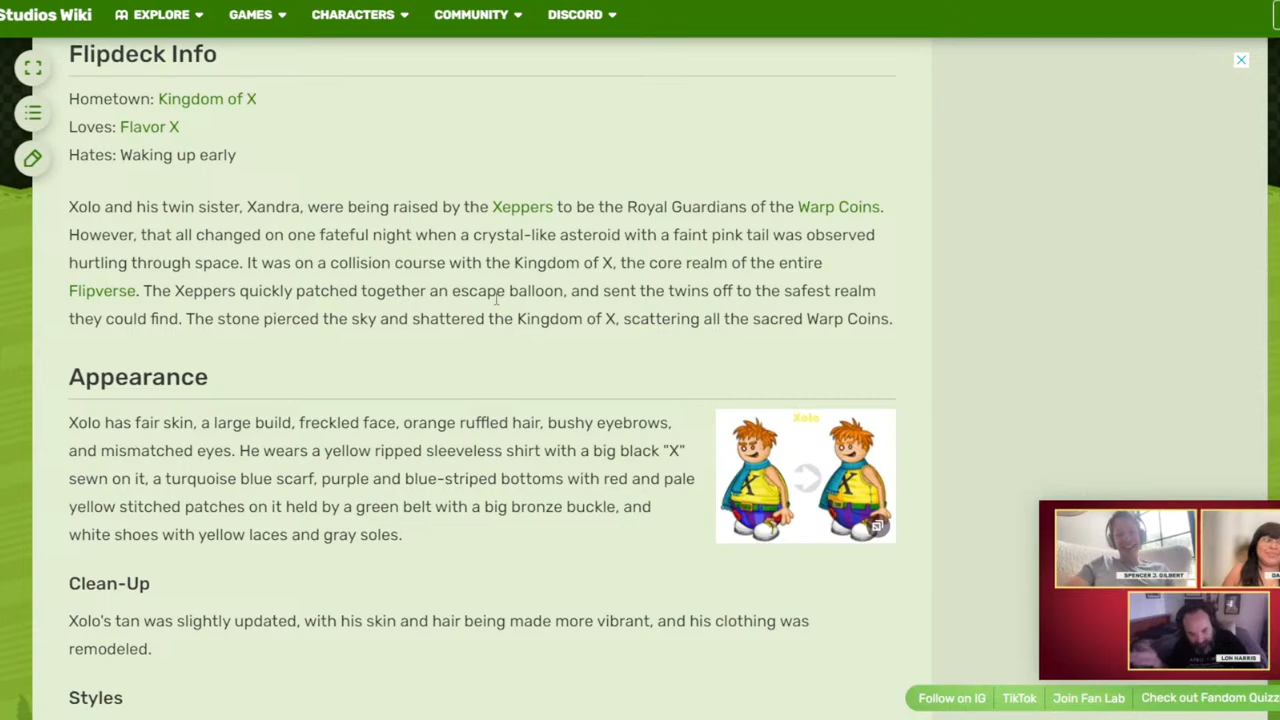 Studios Wiki
EXPLORE
GAMES
CHARACTERS
COMMUNITY
DISCORD
Flipdeck Info
Hometown: Kingdom of X
Loves: Flavor X
Hates: Waking up early
Xolo and his twin sister, Xandra, were being raised by the Xeppers to be the Royal Guardians of the Warp Coins.
However, that all changed on one fateful night when a crystal-like asteroid with a faint pink tail was observed
hurtling through space. It was on a collision course with the Kingdom of X, the core realm of the entire
Flipverse. The Xeppers quickly patched together an escape balloon, and sent the twins off to the safest realm
they could find. The stone pierced the sky and shattered the Kingdom of X, scattering all the sacred Warp Coins.
Appearance
Xolo has fair skin, a large build, freckled face, orange ruffled hair, bushy eyebrows,
and mismatched eyes. He wears a yellow ripped sleeveless shirt with a big black "X"
sewn on it, a turquoise blue scarf, purple and blue-striped bottoms with red and pale
yellow stitched patches on it held by a green belt with a big bronze buckle, and
white shoes with yellow laces and gray soles.
Xolo
X
X
Clean-Up
Xolo's tan was slightly updated, with his skin and hair being made more vibrant, and his clothing was
remodeled.
Styles
SPENCER J. GILBERT
DA
LON HARRIS
Follow on IG
TikTok
Join Fan Lab
Check out Fandom Quizz